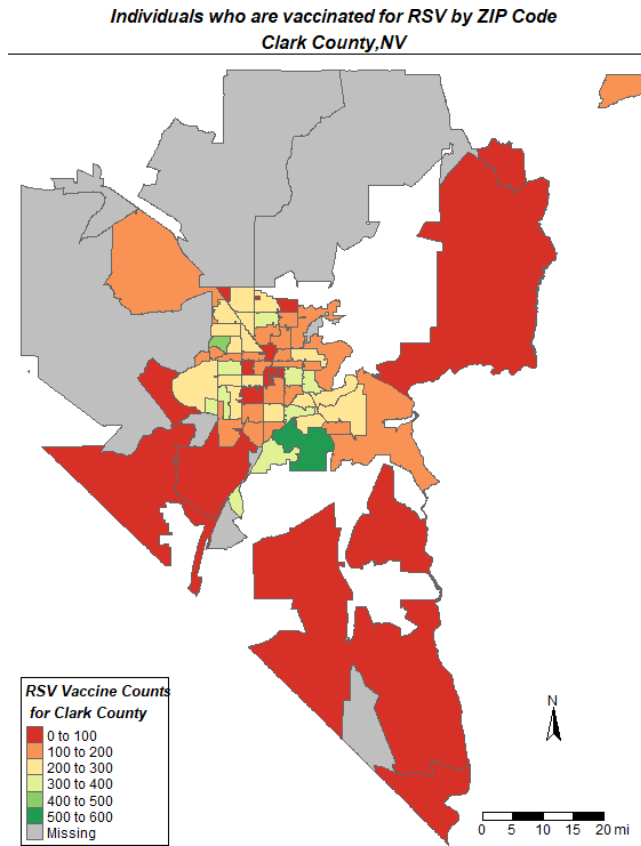 Individuals who are vaccinated for RSV by ZIP Code
Clark County,NV
RSV Vaccine Counts
for Clark County
0 to 100
100 to 200
200 to 300
300 to 400
400 to 500
500 to 600
Missing
N
0 5 10 15 20 mi